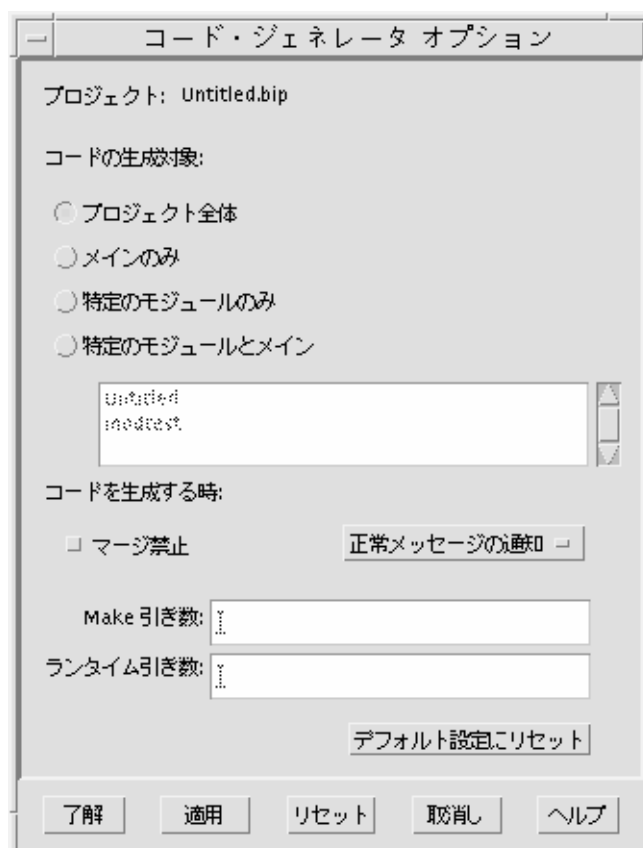 コード・ジェネレータ オプション
プロジェクト: Untitled.bip
コードの生成対象:
プロジェクト全体
メインのみ
特定のモジュールのみ
特定のモジュールとメイン
Untitled
modtest
コードを生成する時:
マージ禁止 正常メッセージの通知
Make 引き数:
ランタイム引き数:
デフォルト設定にリセット
了解 適用 リセット 取消し ヘルプ